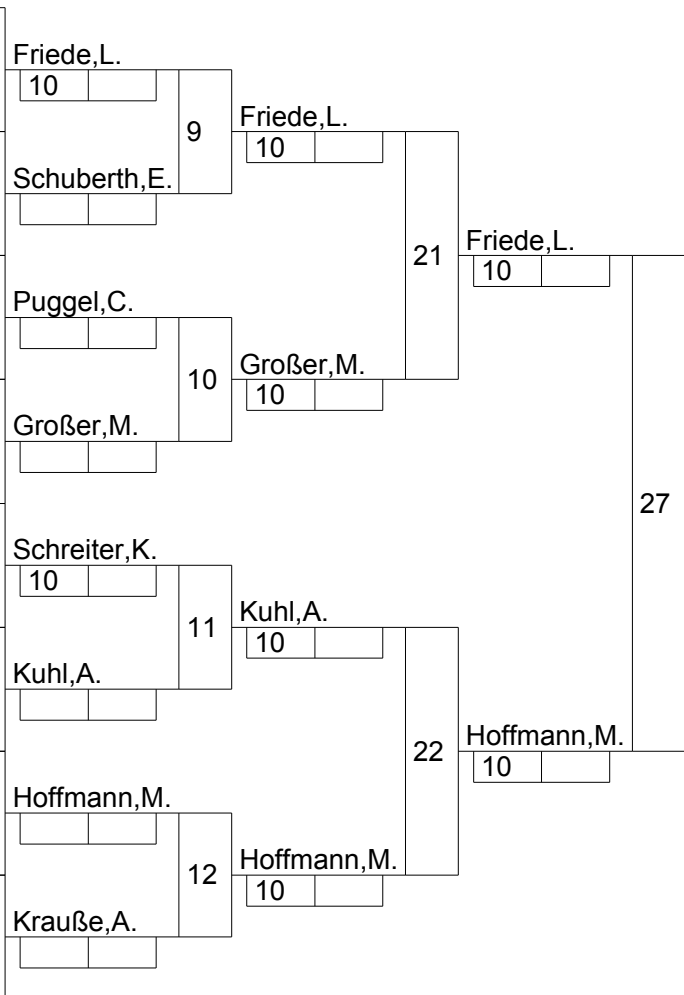 Friede,L.
10
9
Friede,L.
10
Schuberth,E.
21
Friede,L.
10
Puggel,C.
10
Großer,M.
10
Großer,M.
27
Schreiter,K.
10
11
Kuhl,A.
10
Kuhl,A.
22
Hoffmann,M.
10
Hoffmann,M.
12
Hoffmann,M.
10
Krauße,A.